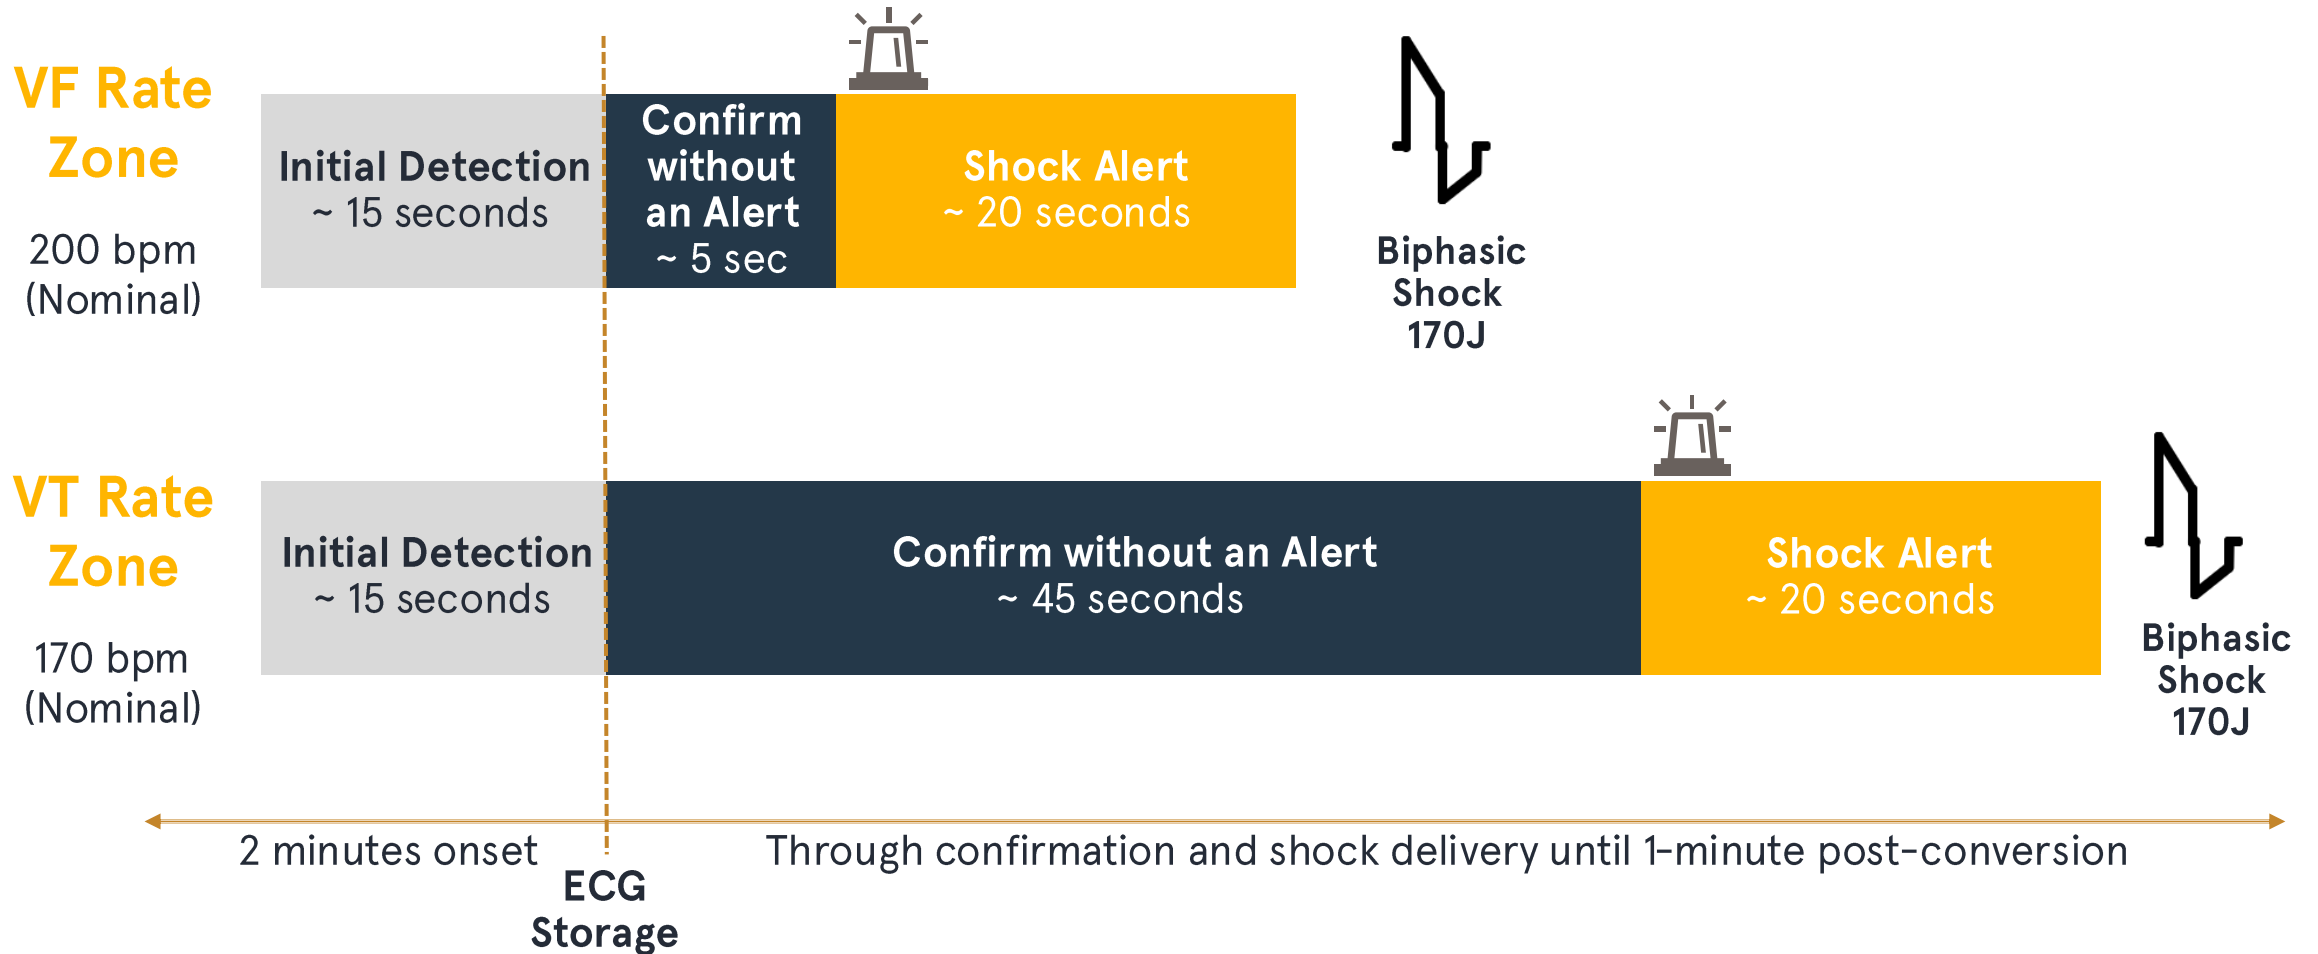 VF Rate
Zone
200 bpm
(Nominal)
Initial Detection
~ 15 seconds
Confirm
without
an Alert
~ 5 sec
Shock Alert
~ 20 seconds
Biphasic
Shock
170J
VT Rate
Zone
170 bpm
(Nominal)
Initial Detection
~ 15 seconds
Confirm without an Alert
~ 45 seconds
Shock Alert
~ 20 seconds
Biphasic
Shock
170J
2 minutes onset
Through confirmation and shock delivery until 1-minute post-conversion
ECG
Storage